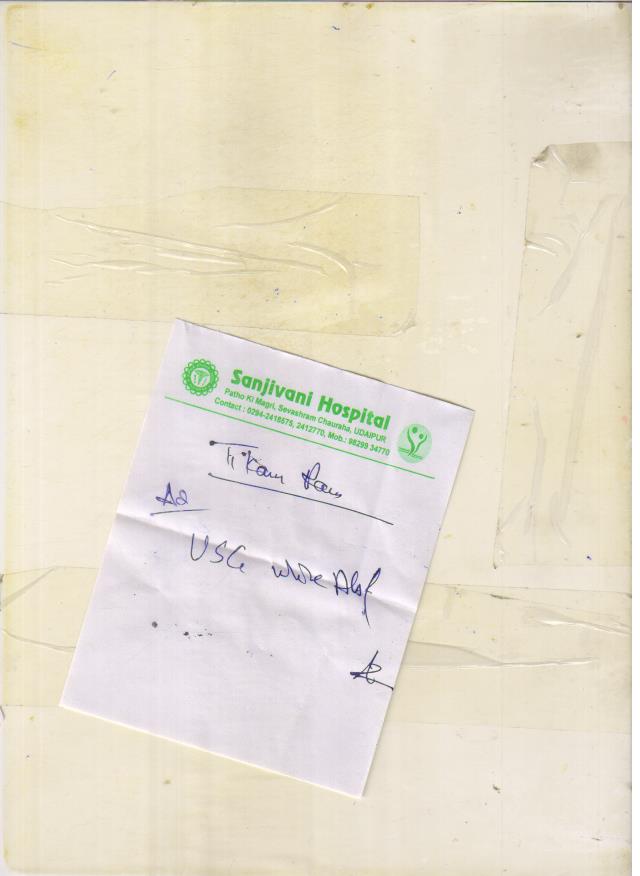 Sanjivani Hospital
Patho Ki Magri, Sevashram Chauraha, UDAIPUR
Contact : 0294-2418575, 2412770, Mob.: 98299 34770
Tikam Ram
Ad
USG whole Abd